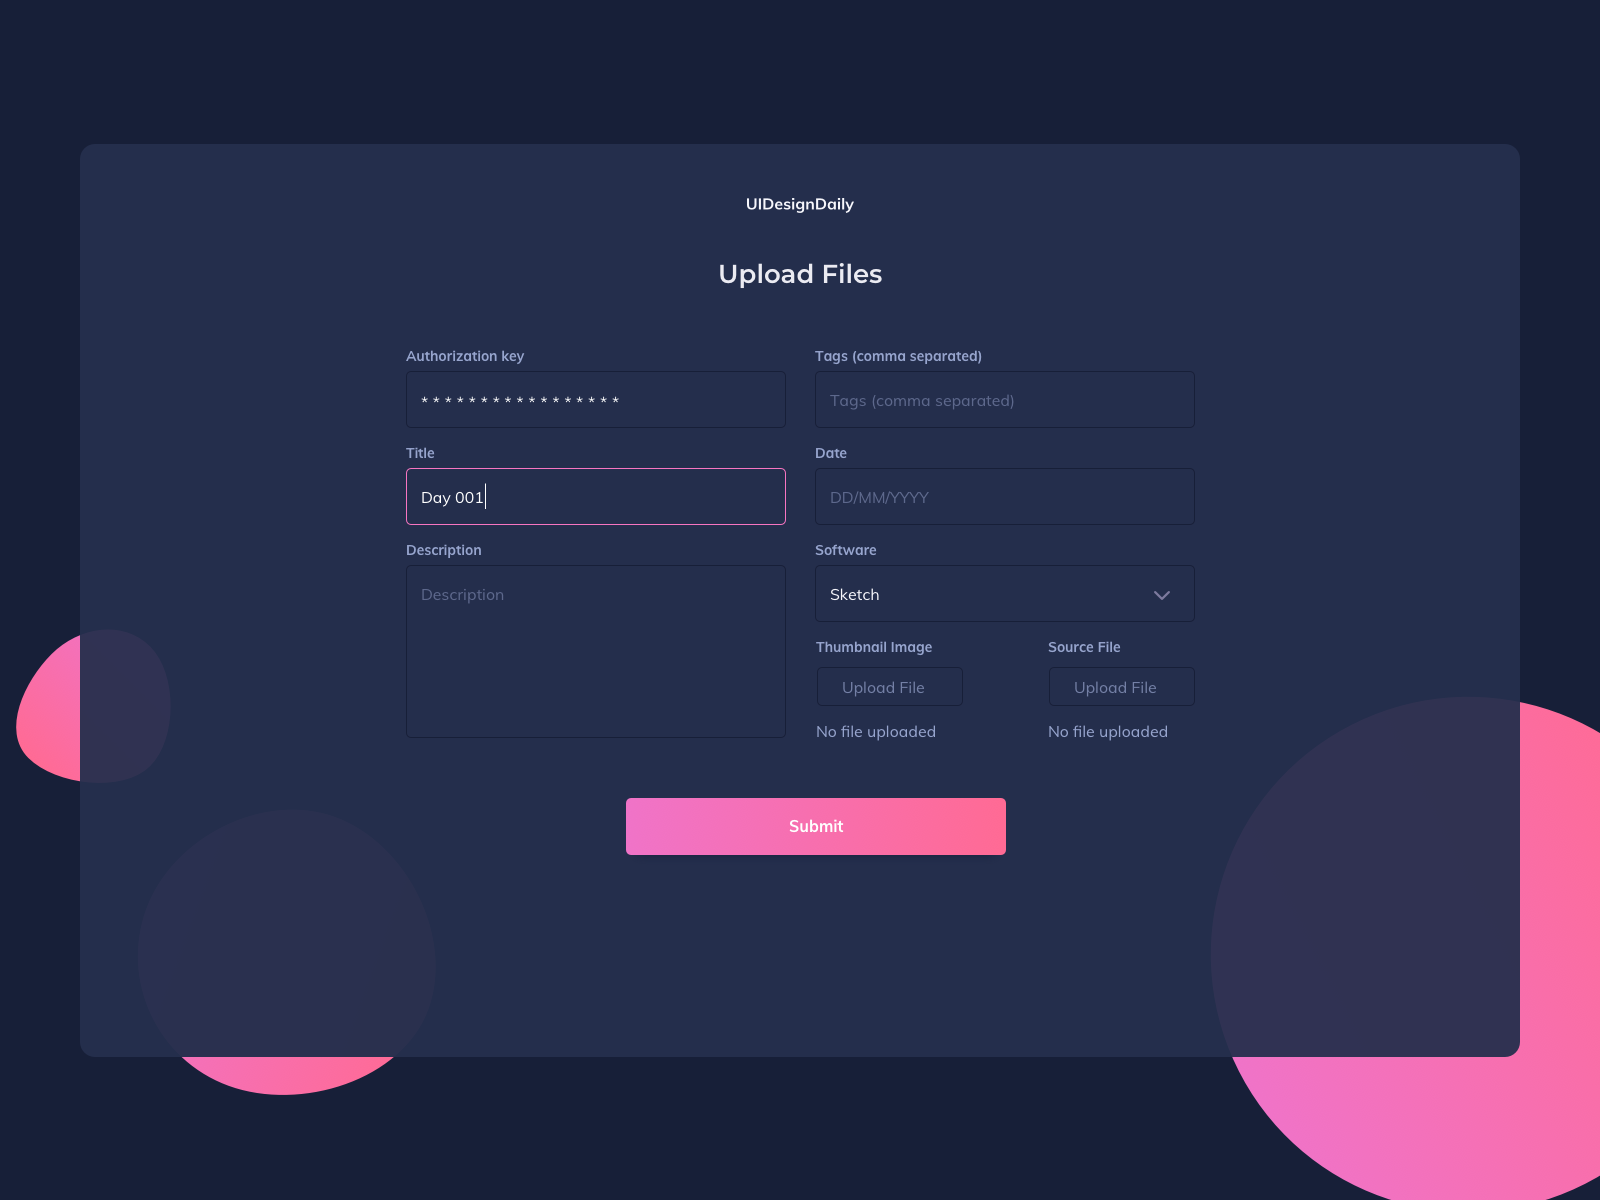 UIDesignDaily
Upload Files
Authorization key
* * * * * * * * * * * * * * * * *
Title
Day 001
Description
Description
Tags (comma separated)
Tags (comma separated)
Date
DD/MM/YYYY
Software
Sketch
Thumbnail Image
Upload File
No file uploaded
Source File
Upload File
No file uploaded
Submit